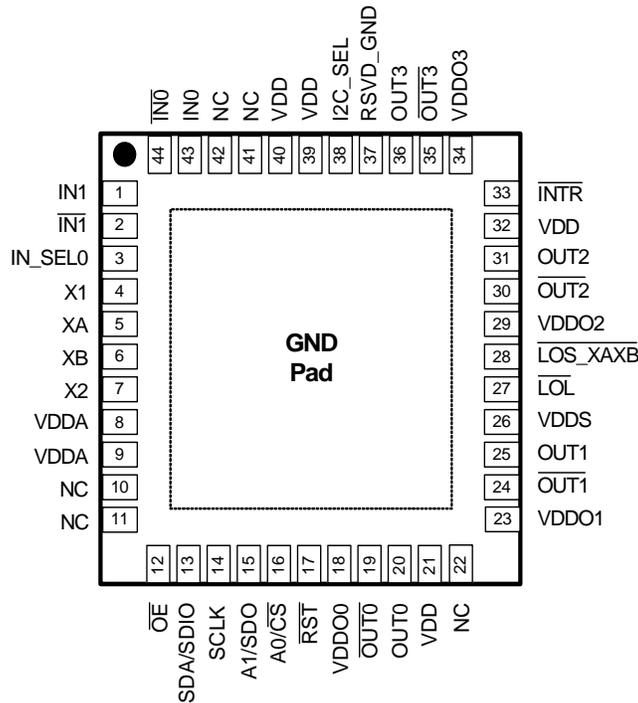 IN0
IN0
NC
NC
VDD
VDD
I2C_SEL
RSVD_GND
OUT3
OUT3
VDDO3
44
43
42
41
40
39
38
37
36
35
34
IN1 1
IN1 2
IN_SEL0 3
X1 4
XA 5
XB 6
X2 7
VDDA 8
VDDA 9
NC 10
NC 11
GND
Pad
33 INTR
32 VDD
31 OUT2
30 OUT2
29 VDDO2
28 LOS_XAXB
27 LOL
26 VDDS
25 OUT1
24 OUT1
23 VDDO1
12
13
14
15
16
17
18
19
20
21
22
OE
SDA/SDIO
SCLK
A1/SDO
A0/CS
RST
VDDO0
OUT0
OUT0
VDD
NC